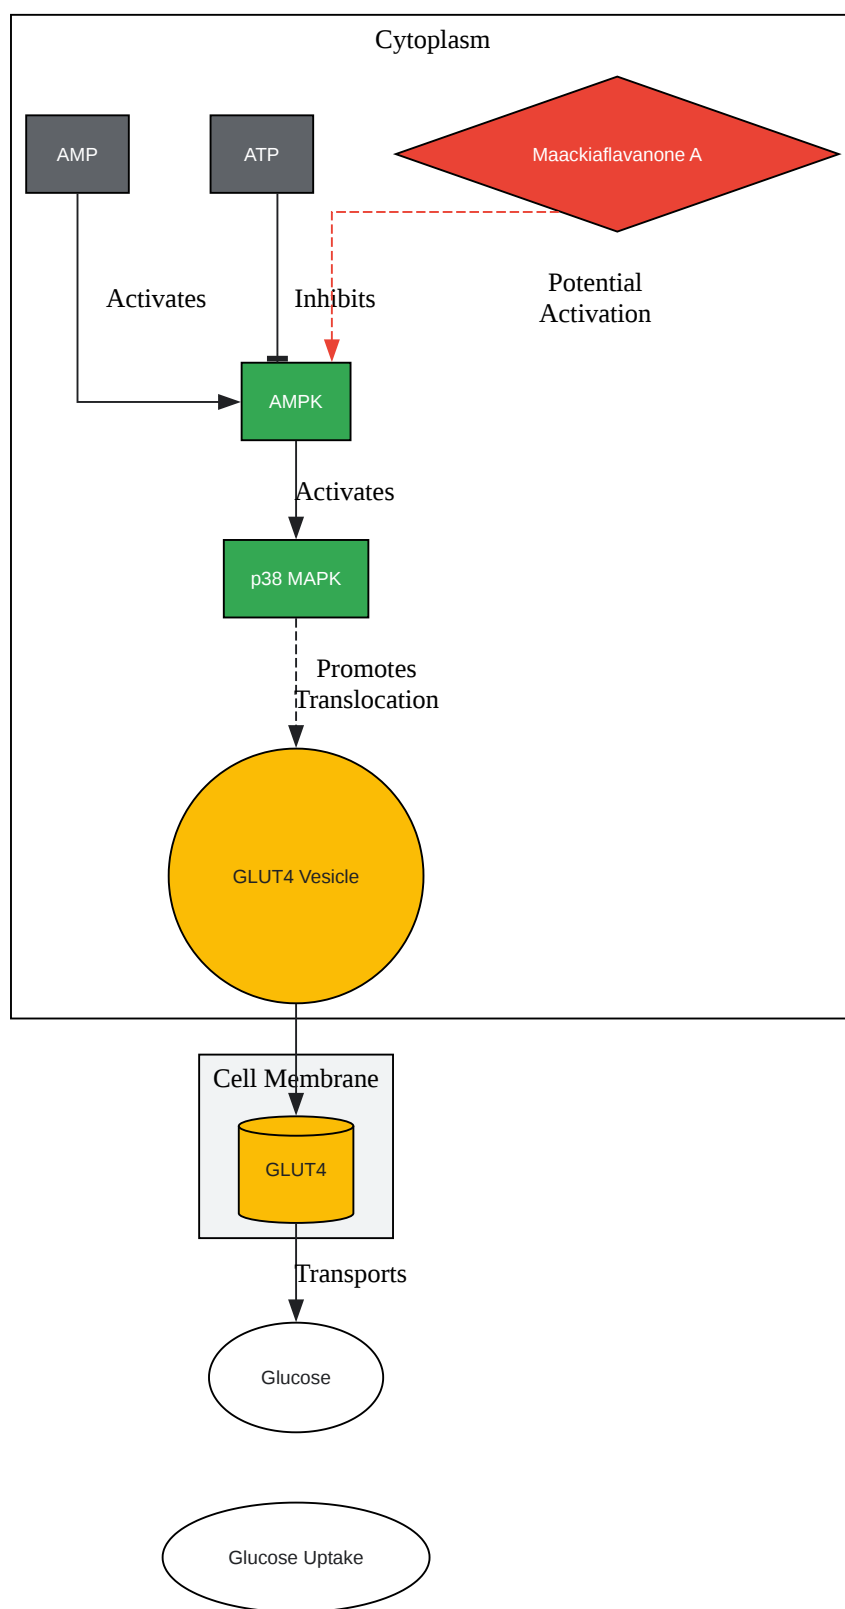 Cytoplasm
AMP
ATP
Maackiaflavanone A
Activates
Inhibits
Potential
Activation
AMPK
Activates
p38 MAPK
Promotes
Translocation
GLUT4 Vesicle
Cell Membrane
GLUT4
Transports
Glucose
Glucose Uptake